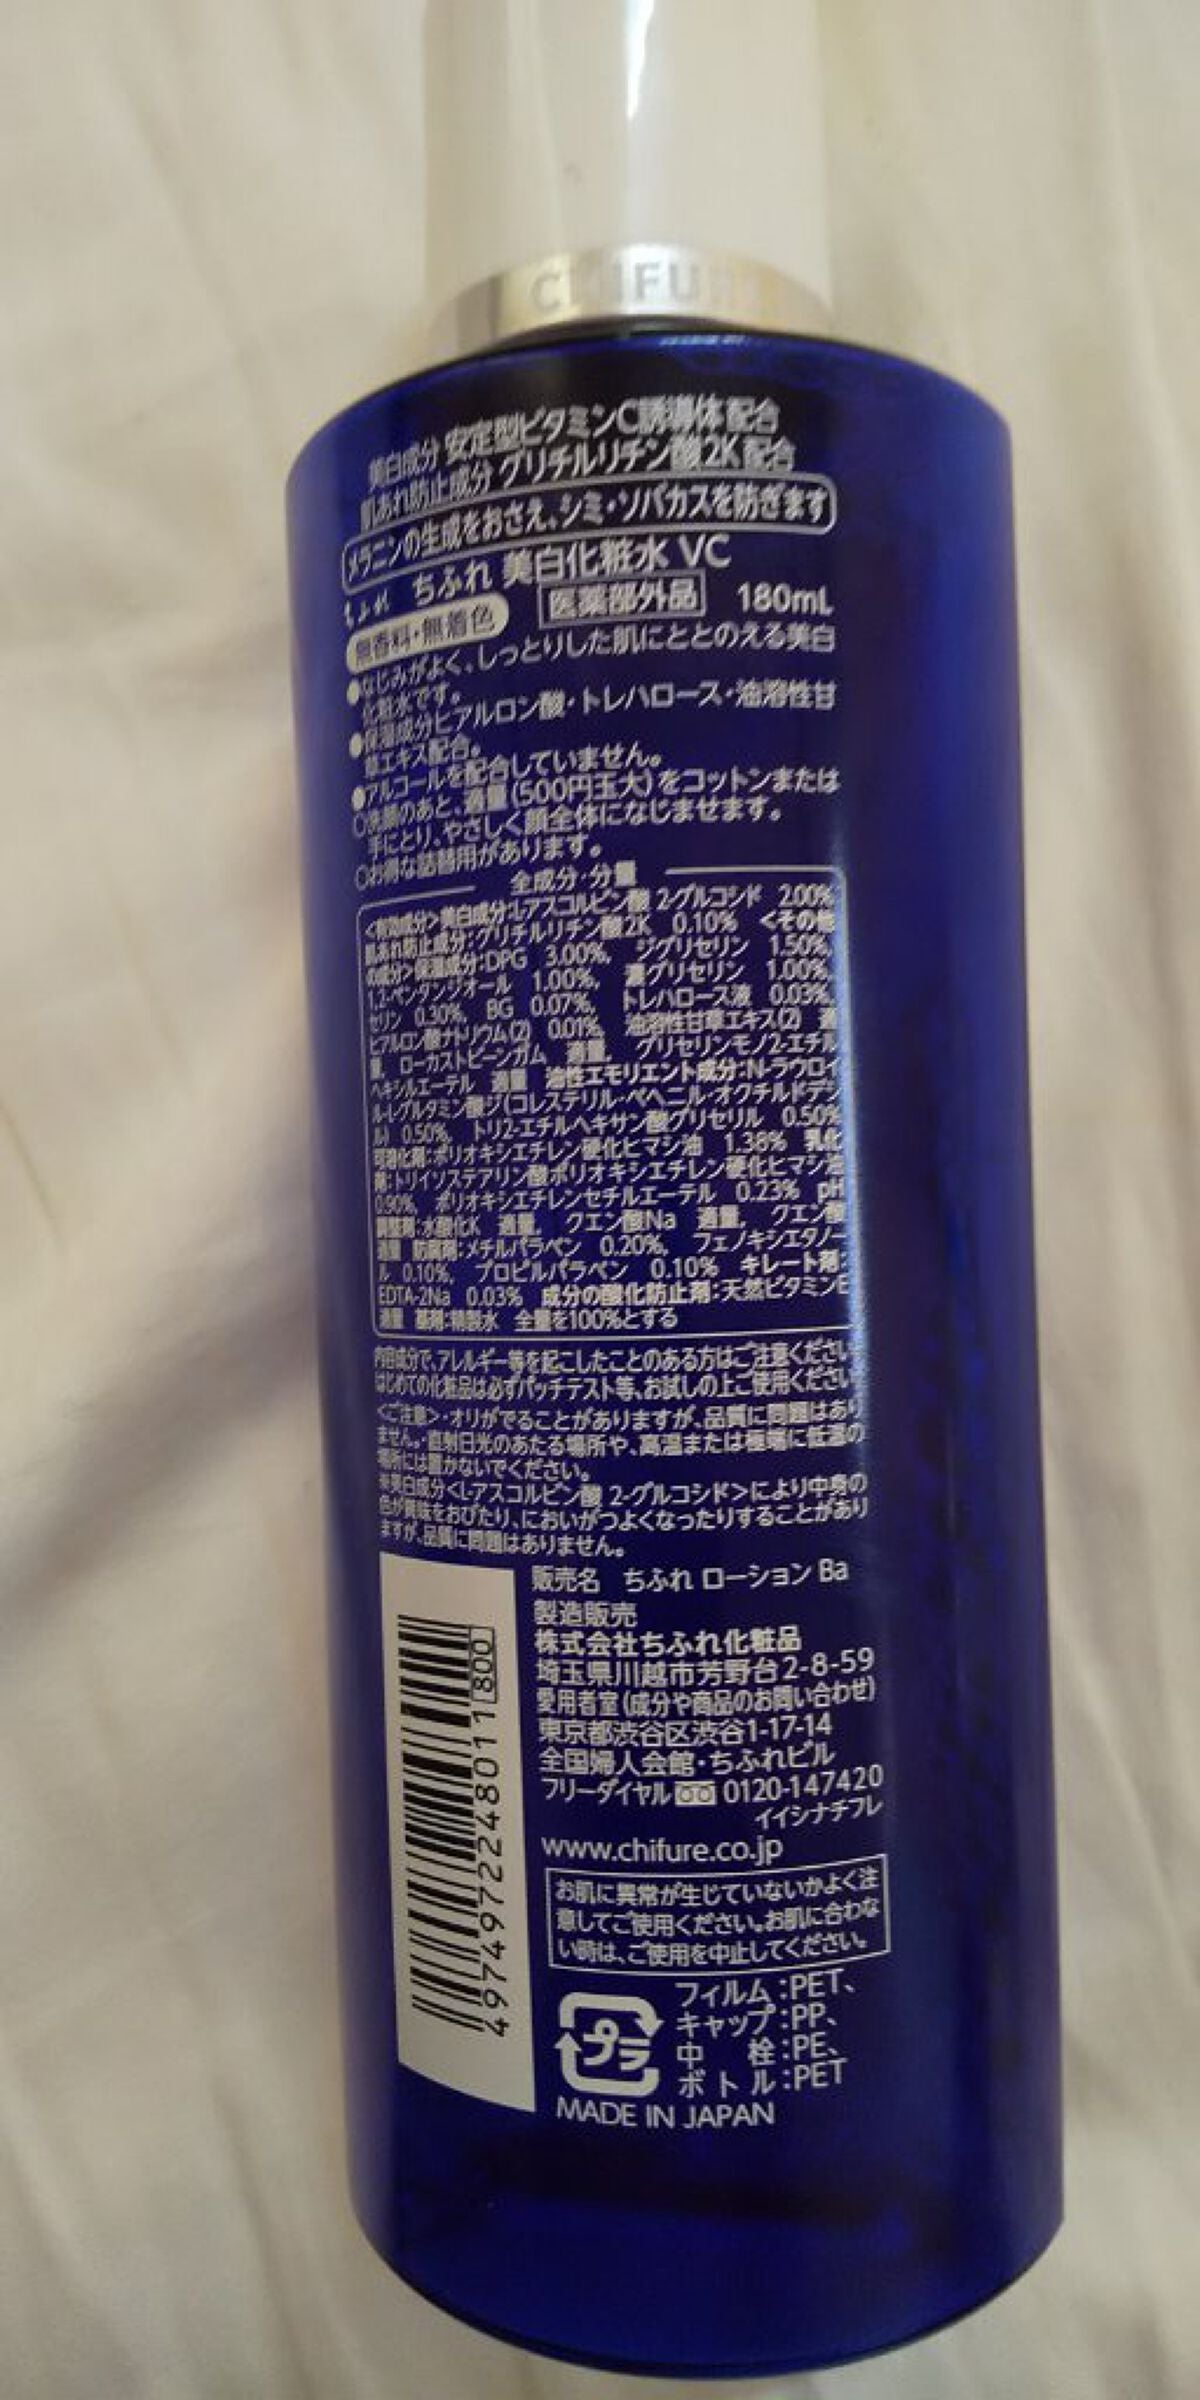 CHIFURE
美白成分 安定型ビタミンC誘導体 配合
肌あれ防止成分 グリチルリチン酸2K 配合
メラニンの生成をおさえ、シミ・ソバカスを防ぎます
ちふれ ちふれ 美白化粧水 VC
無香料・無着色 医薬部外品 180mL
●なじみがよく、しっとりした肌にととのえる美白
化粧水です。
●保湿成分ヒアルロン酸・トレハロース・油溶性甘
草エキス配合。
●アルコールを配合していません。
○洗顔のあと、適量(500円玉大)をコットンまたは
手にとり、やさしく顔全体になじませます。
○お得な詰替用があります。
全成分・分量
<有効成分>美白成分:L-アスコルビン酸 2-グルコシド 2.00%
肌あれ防止成分:グリチルリチン酸2K 0.10% <その他
の成分>保湿成分:DPG 3.00%, ジグリセリン 1.50%,
1,2-ペンタンジオール 1.00%, 濃グリセリン 1.00%,
セリン 0.30%, BG 0.07%, トレハロース液 0.03%,
ヒアルロン酸ナトリウム(2) 0.01%, 油溶性甘草エキス(2) 適
量, ローカストビーンガム 適量, グリセリンモノ2-エチル
ヘキシルエーテル 適量 油性エモリエント成分:N-ラウロイ
ル-L-グルタミン酸ジ(コレステリル・ベヘニル・オクチルドデシ
ル) 0.50%, トリ2-エチルヘキサン酸グリセリル 0.50%
可溶化剤:ポリオキシエチレン硬化ヒマシ油 1.38% 乳化
剤:トリイソステアリン酸ポリオキシエチレン硬化ヒマシ油
0.90%, ポリオキシエチレンセチルエーテル 0.23% pH
調整剤:水酸化K 適量, クエン酸Na 適量, クエン酸
適量 防腐剤:メチルパラベン 0.20%, フェノキシエタノー
ル 0.10%, プロピルパラベン 0.10% キレート剤:
EDTA-2Na 0.03% 成分の酸化防止剤:天然ビタミンE
適量 基剤:精製水 全量を100%とする
内容成分で、アレルギー等を起こしたことのある方はご注意ください
はじめての化粧品は必ずパッチテスト等、お試しの上ご使用ください
<ご注意>・オリがでることがありますが、品質に問題はあり
ません。・直射日光のあたる場所や、高温または極端に低温の
場所には置かないでください。
※美白成分<L-アスコルビン酸 2-グルコシド>により中身の
色が黄味をおびたり、においがつよくなったりすることがあり
ますが、品質に問題はありません。
販売名 ちふれ ローション Ba
製造販売
株式会社ちふれ化粧品
埼玉県川越市芳野台2-8-59
愛用者室(成分や商品のお問い合わせ)
東京都渋谷区渋谷1-17-14
全国婦人会館・ちふれビル
フリーダイヤル 0120-147420
イイシナチフレ
www.chifure.co.jp
お肌に異常が生じていないかよく注
意してご使用ください。お肌に合わな
い時は、ご使用を中止してください。
プラ
フィルム:PET、
キャップ:PP、
中 栓:PE、
ボトル:PET
MADE IN JAPAN
4974972248011 800